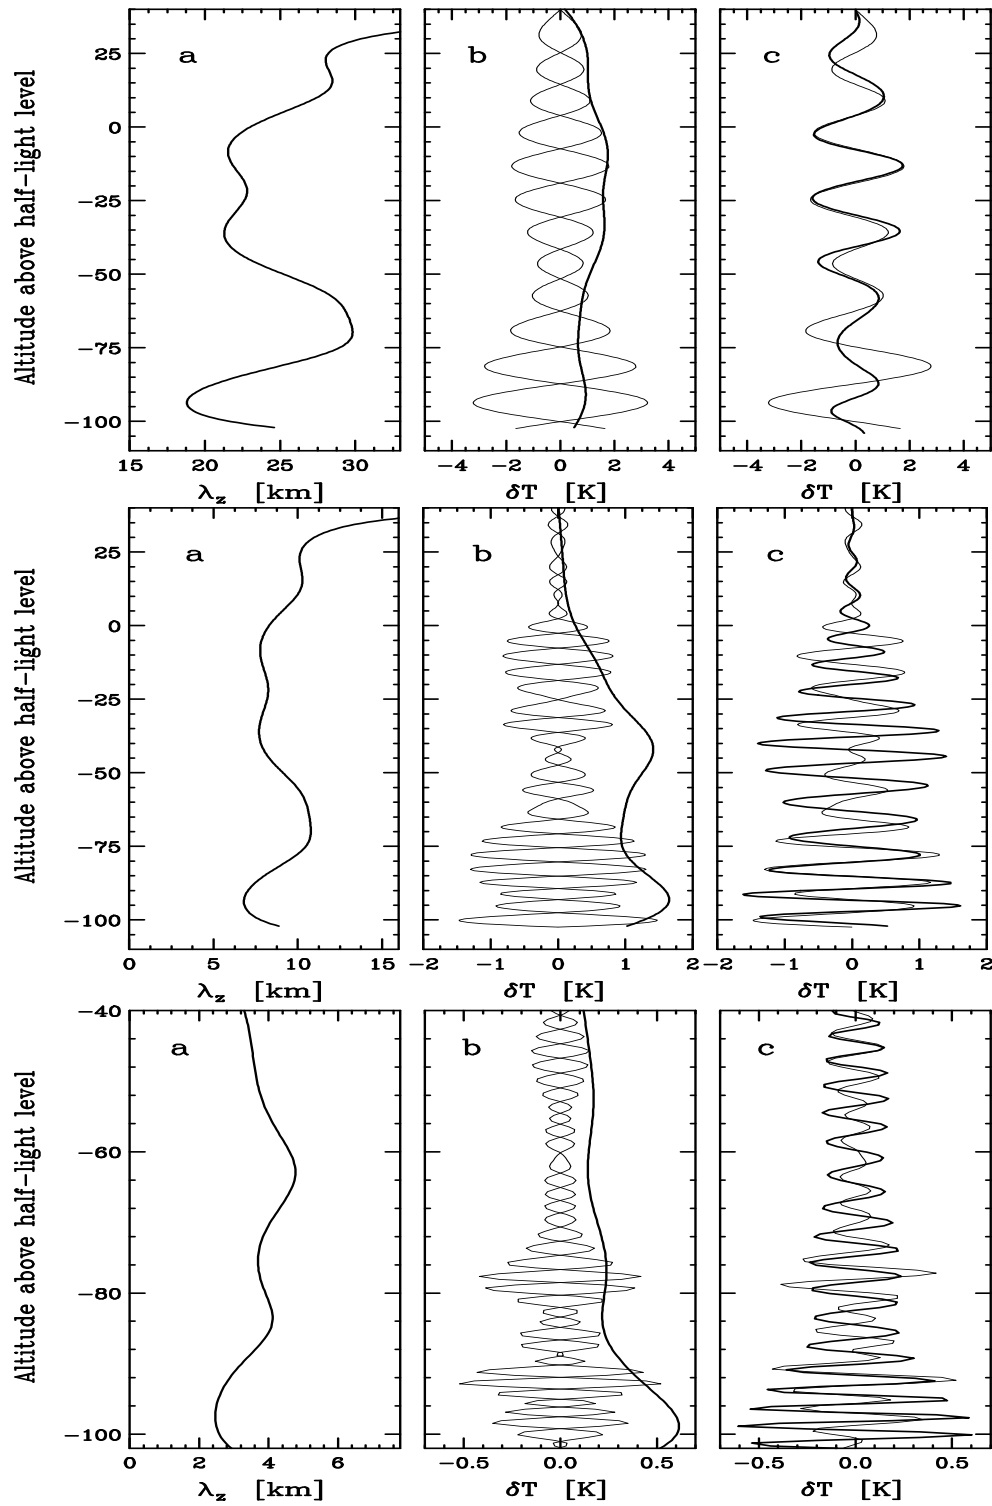 a b c
Altitude above half-light level
25
0
−25
−50
−75
−100
15 20 25 30 −4 −2 0 2 4 −4 −2 0 2 4
λz [km] δT [K] δT [K]
a b c
Altitude above half-light level
25
0
−25
−50
−75
−100
0 5 10 15 −2 −1 0 1 2 −2 −1 0 1 2
λz [km] δT [K] δT [K]
−40
a b c
Altitude above half-light level
−60
−80
−100
0 2 4 6 −0.5 0.0 0.5 −0.5 0.0 0.5
λz [km] δT [K] δT [K]